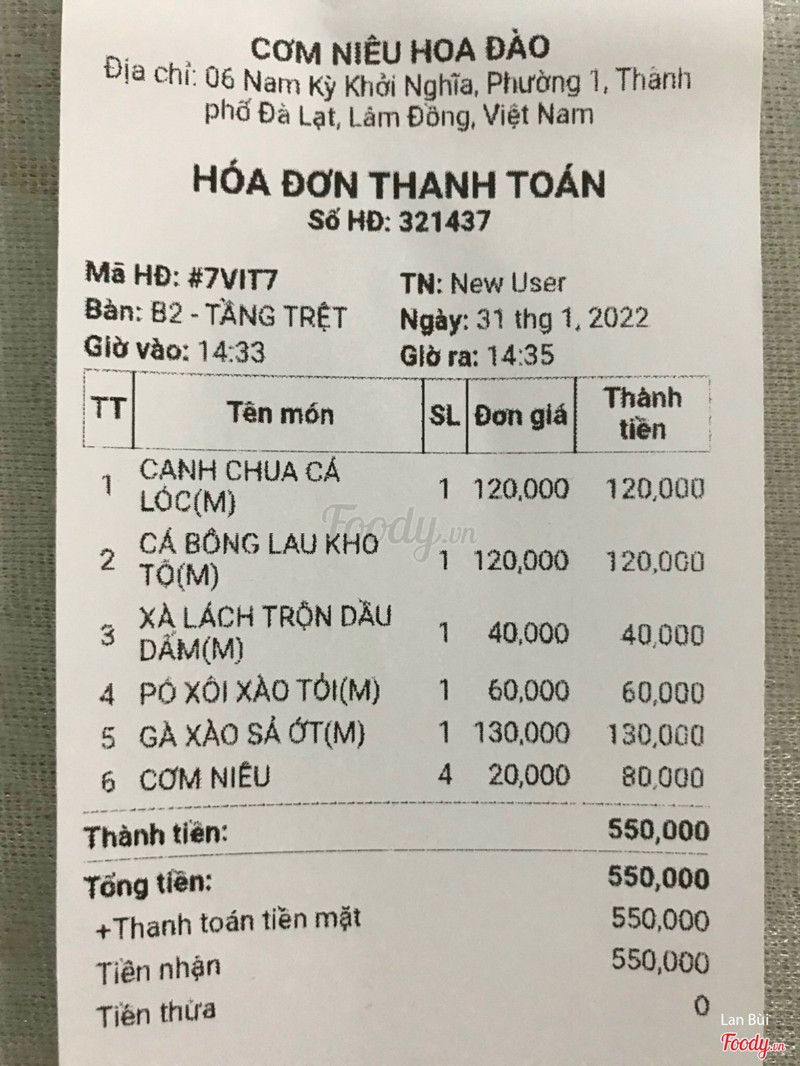 CƠM NIÊU HOA ĐÀO
Địa chỉ: 06 Nam Kỳ Khởi Nghĩa, Phường 1, Thành
phố Đà Lạt, Lâm Đồng, Việt Nam
HÓA ĐƠN THANH TOÁN
Số HĐ: 321437
Mã HĐ: #7VIT7 TN: New User
Bàn: B2 - TẦNG TRỆT Ngày: 31 thg 1, 2022
Giờ vào: 14:33 Giờ ra: 14:35
TT Tên món SL Đơn giá Thành tiền
1 CANH CHUA CÁ
LÓC(M) 1 120,000 120,000
2 CÁ BÔNG LAU KHO
TỘ(M) 1 120,000 120,000
3 XÀ LÁCH TRỘN DẦU
DẤM(M) 1 40,000 40,000
4 PÓ XÔI XÀO TỎI(M) 1 60,000 60,000
5 GÀ XÀO SẢ ỚT(M) 1 130,000 130,000
6 CƠM NIÊU 4 20,000 80,000
Thành tiền: 550,000
Tổng tiền: 550,000
+Thanh toán tiền mặt 550,000
Tiền nhận 550,000
Tiền thừa 0
Foody.vn
Lan Bùi
Foody.vn